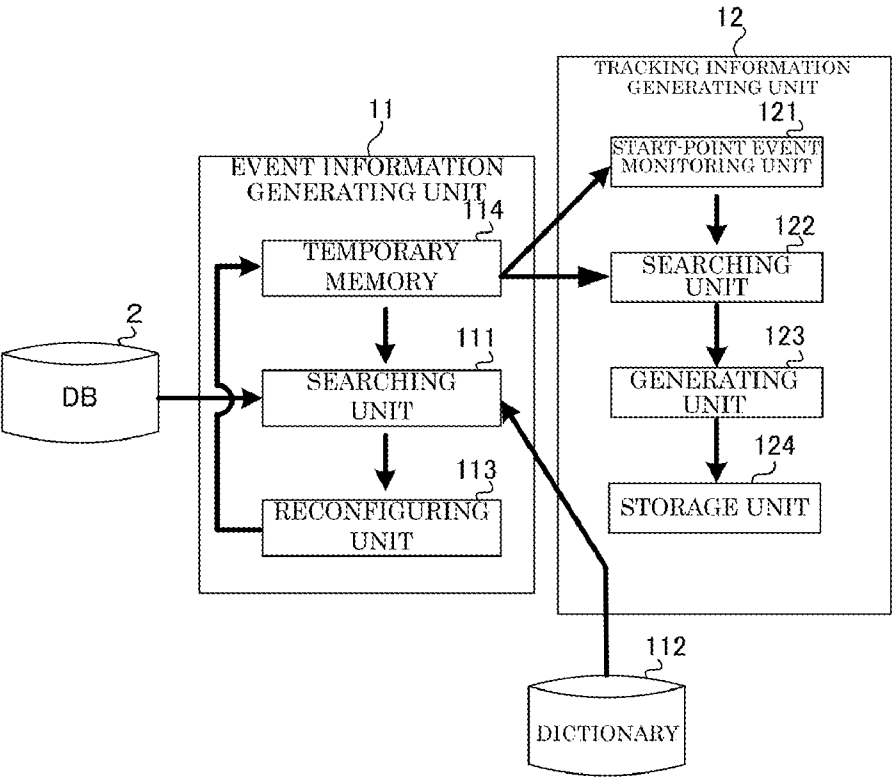 12
TRACKING INFORMATION
GENERATING UNIT
121
START-POINT EVENT
MONITORING UNIT
11
EVENT INFORMATION
GENERATING UNIT
114
TEMPORARY
MEMORY
122
SEARCHING
UNIT
2
DB
111
SEARCHING
UNIT
123
GENERATING
UNIT
113
RECONFIGURING
UNIT
124
STORAGE UNIT
112
DICTIONARY